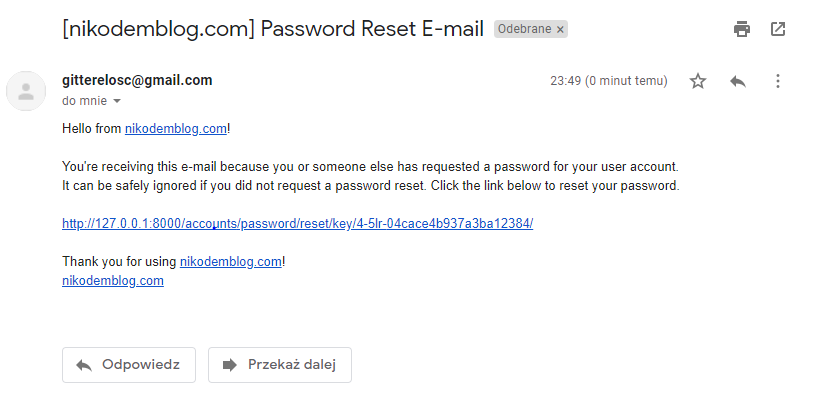 [nikodemblog.com] Password Reset E-mail Odebrane ×
gitterelosc@gmail.com 23:49 (0 minut temu)
do mnie
Hello from nikodemblog.com!
You're receiving this e-mail because you or someone else has requested a password for your user account.
It can be safely ignored if you did not request a password reset. Click the link below to reset your password.
http://127.0.0.1:8000/accounts/password/reset/key/4-5lr-04cace4b937a3ba12384/
Thank you for using nikodemblog.com!
nikodemblog.com
Odpowiedz Przekaż dalej